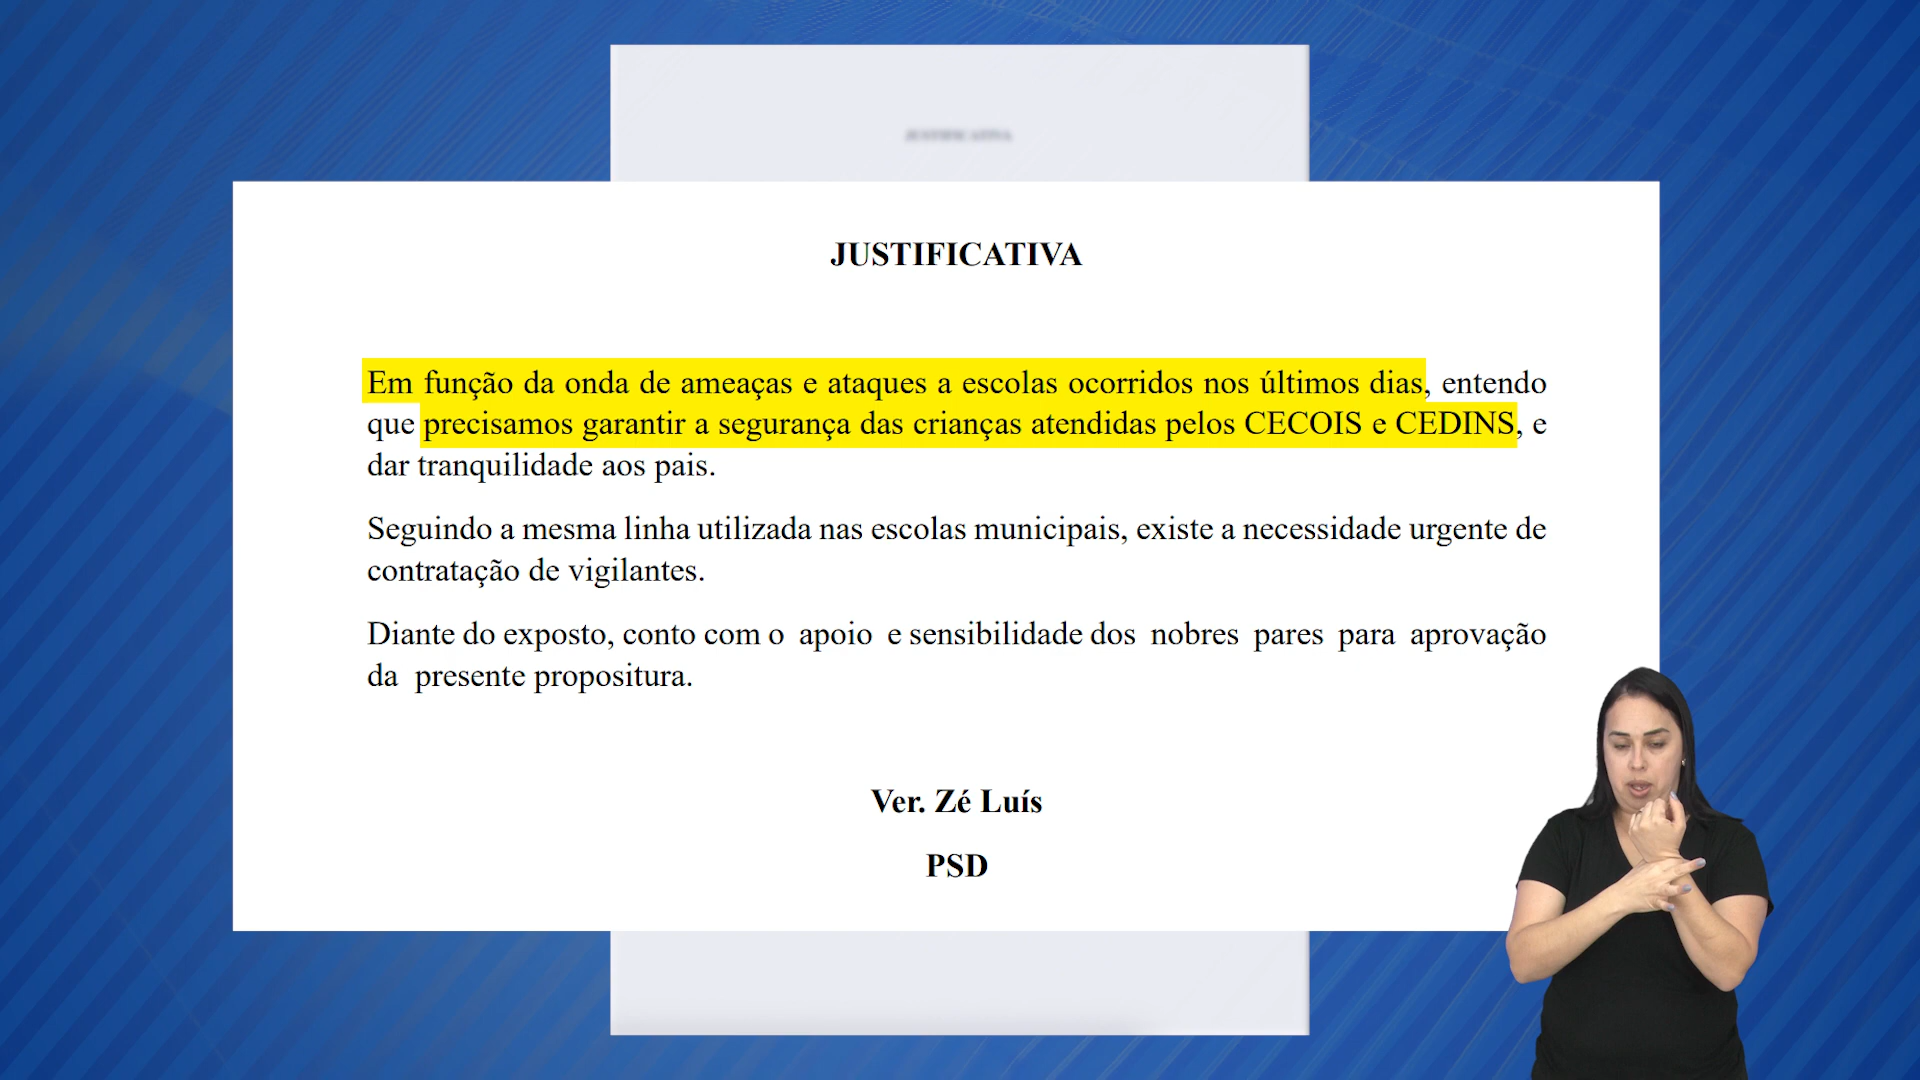 JUSTIFICATIVA
JUSTIFICATIVA
Em função da onda de ameaças e ataques a escolas ocorridos nos últimos dias, entendo
que precisamos garantir a segurança das crianças atendidas pelos CECOIS e CEDINS, e
dar tranquilidade aos pais.
Seguindo a mesma linha utilizada nas escolas municipais, existe a necessidade urgente de
contratação de vigilantes.
Diante do exposto, conto com o apoio e sensibilidade dos nobres pares para aprovação
da presente propositura.
Ver. Zé Luís
PSD